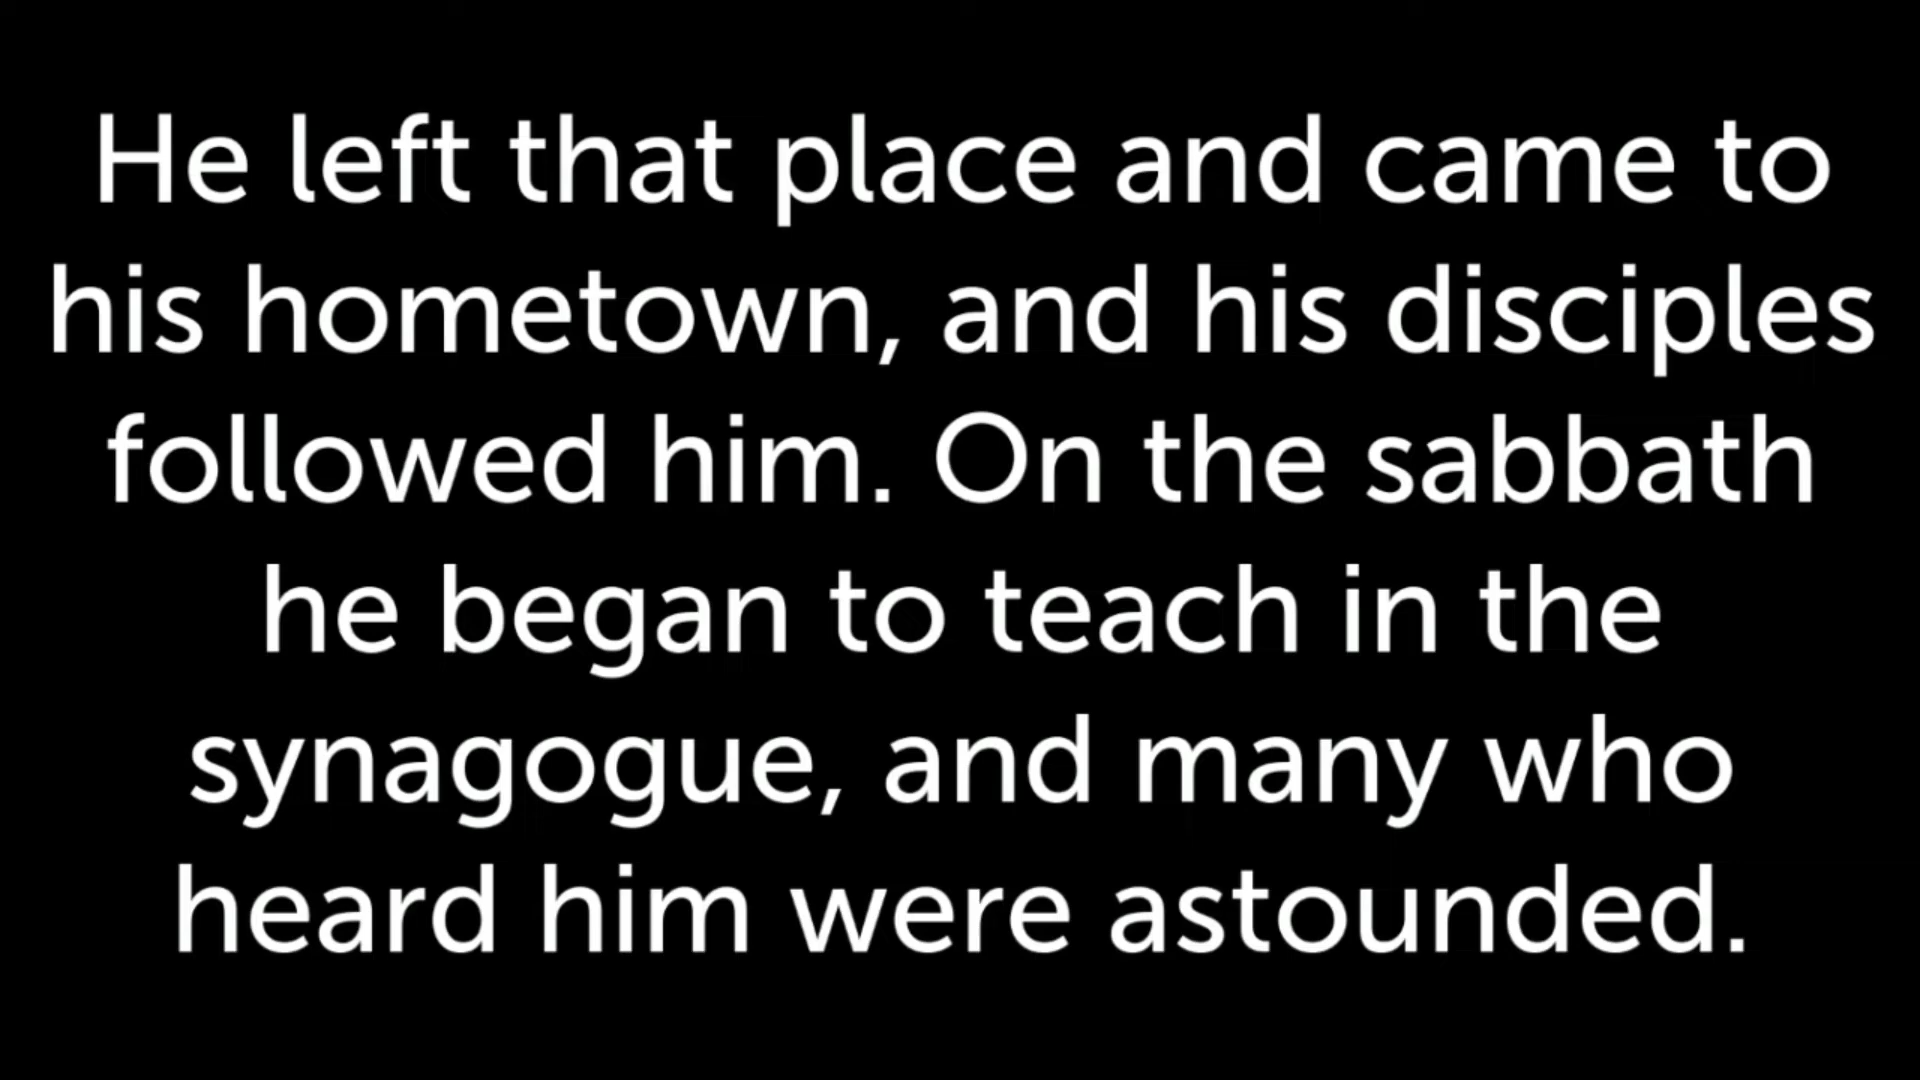 He left that place and came to
his hometown, and his disciples
followed him. On the sabbath
he began to teach in the
synagogue, and many who
heard him were astounded.